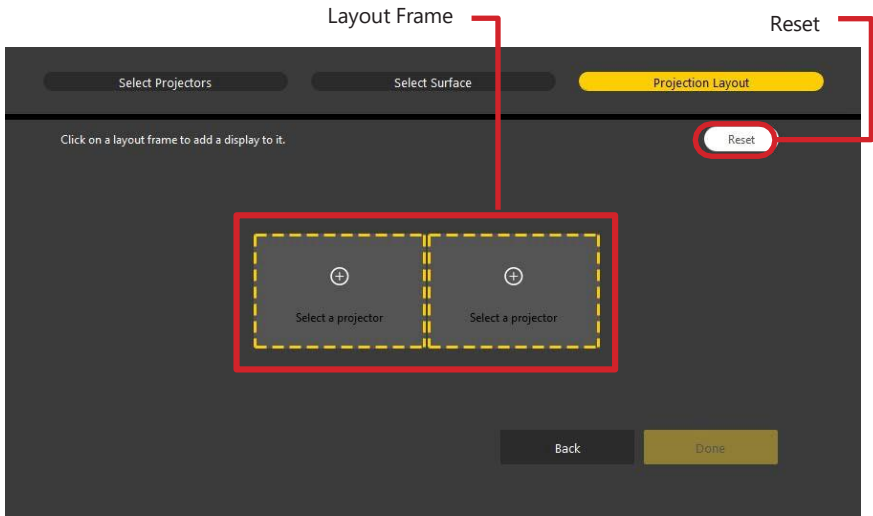 Layout Frame
Reset
Select Projectors
Select Surface
Projection Layout
Click on a layout frame to add a display to it.
Reset
Select a projector
Select a projector
Back
Done